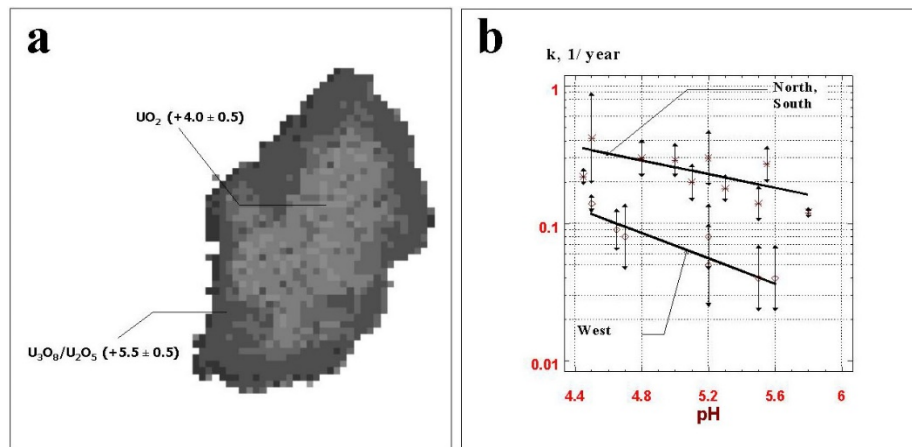 a
UO₂ (+4.0 ± 0.5)
U₃O₈/U₂O₅ (+5.5 ± 0.5)
b
k, 1/ year
1
0.1
0.01
North,
South
West
4.4 4.8 5.2 5.6 6
pH